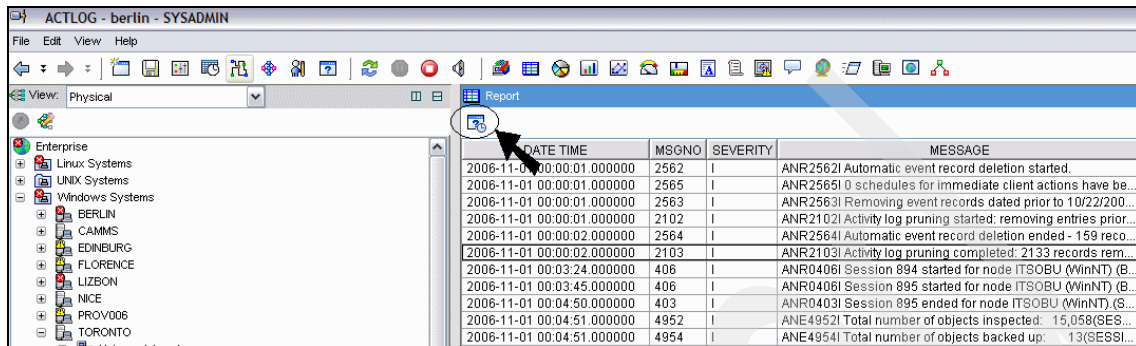 ACTLOG - berlin - SYSADMIN
File Edit View Help
View: Physical
Report
Enterprise
Linux Systems
UNIX Systems
Windows Systems
BERLIN
CAMMS
EDINBURG
FLORENCE
LIZBON
NICE
PROV006
TORONTO
DATE TIME MSGNO SEVERITY MESSAGE
2006-11-01 00:00:01.000000 2562 I ANR2562I Automatic event record deletion started.
2006-11-01 00:00:01.000000 2565 I ANR2565I 0 schedules for immediate client actions have be...
2006-11-01 00:00:01.000000 2563 I ANR2563I Removing event records dated prior to 10/22/200...
2006-11-01 00:00:01.000000 2102 I ANR2102I Activity log pruning started: removing entries prior...
2006-11-01 00:00:02.000000 2564 I ANR2564I Automatic event record deletion ended - 159 reco...
2006-11-01 00:00:02.000000 2103 I ANR2103I Activity log pruning completed: 2133 records rem...
2006-11-01 00:03:24.000000 406 I ANR0406I Session 894 started for node ITSOBU (WinNT) (B...
2006-11-01 00:03:45.000000 406 I ANR0406I Session 895 started for node ITSOBU (WinNT) (B...
2006-11-01 00:04:50.000000 403 I ANR0403I Session 895 ended for node ITSOBU (WinNT).(S...
2006-11-01 00:04:51.000000 4952 I ANE4952I Total number of objects inspected: 15,058(SES...
2006-11-01 00:04:51.000000 4954 I ANE4954I Total number of objects backed up: 13(SESSI...